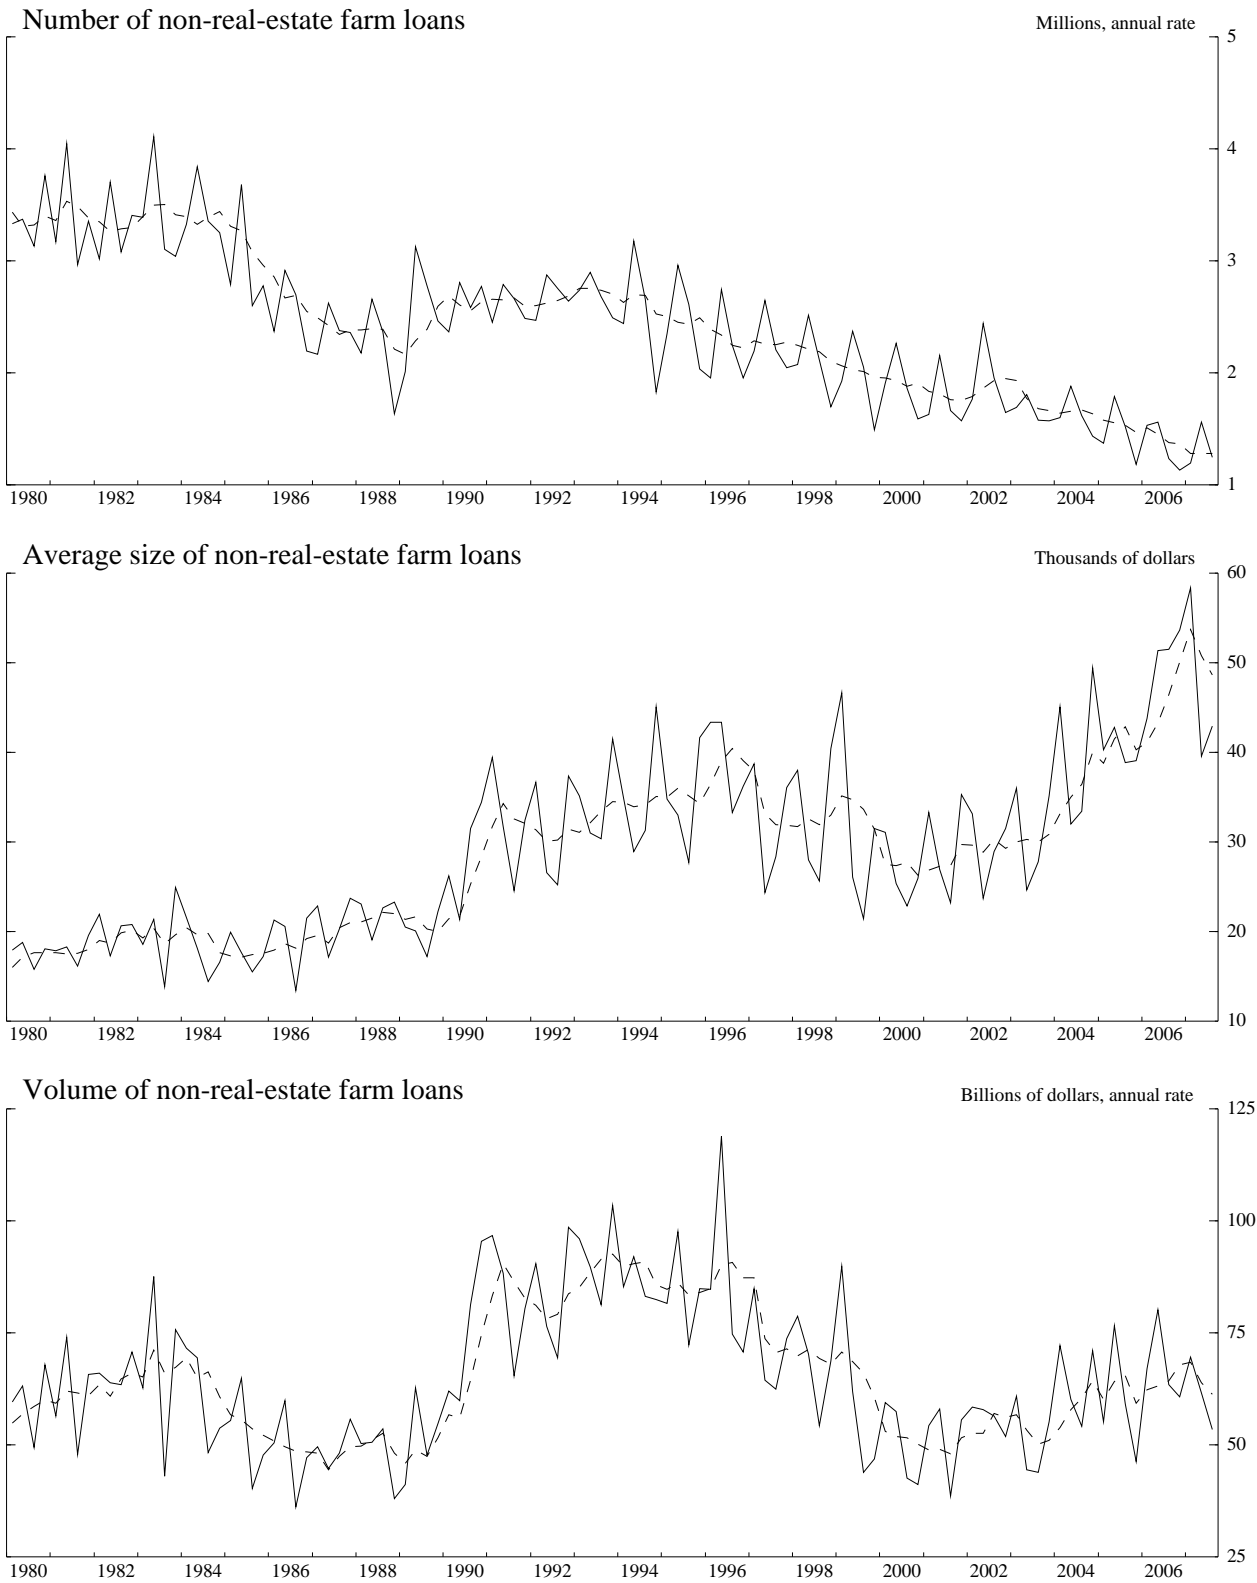 Number of non-real-estate farm loans
Millions, annual rate
5
4
3
2
1
1980 1982 1984 1986 1988 1990 1992 1994 1996 1998 2000 2002 2004 2006
Average size of non-real-estate farm loans
Thousands of dollars
60
50
40
30
20
10
1980 1982 1984 1986 1988 1990 1992 1994 1996 1998 2000 2002 2004 2006
Volume of non-real-estate farm loans
Billions of dollars, annual rate
125
100
75
50
25
1980 1982 1984 1986 1988 1990 1992 1994 1996 1998 2000 2002 2004 2006